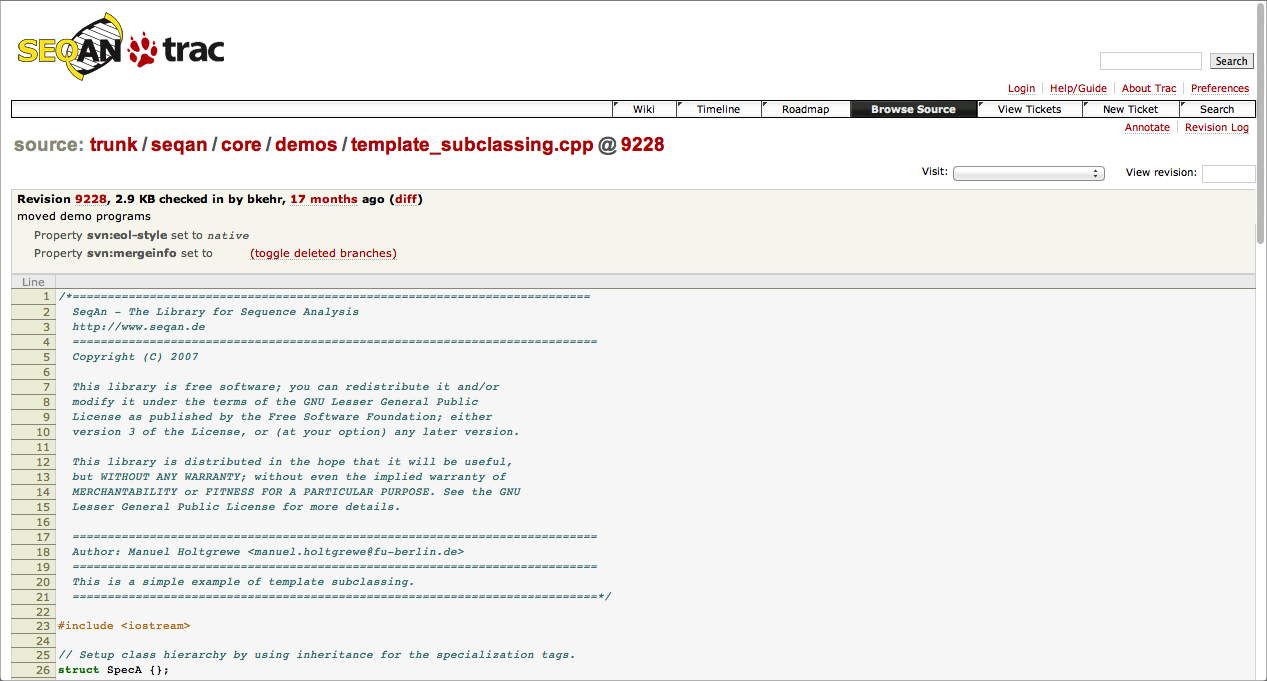 SEQAN trac
Search
Login Help/Guide About Trac Preferences
Wiki Timeline Roadmap Browse Source View Tickets New Ticket Search
Annotate Revision Log
source: trunk / seqan / core / demos / template_subclassing.cpp @ 9228
Visit: View revision:
Revision 9228, 2.9 KB checked in by bkehr, 17 months ago (diff)
moved demo programs
Property svn:eol-style set to native
Property svn:mergeinfo set to (toggle deleted branches)
Line
1 /*==========================================================================
2 SeqAn - The Library for Sequence Analysis
3 http://www.seqan.de
4 ===========================================================================
5 Copyright (C) 2007
6
7 This library is free software; you can redistribute it and/or
8 modify it under the terms of the GNU Lesser General Public
9 License as published by the Free Software Foundation; either
10 version 3 of the License, or (at your option) any later version.
11
12 This library is distributed in the hope that it will be useful,
13 but WITHOUT ANY WARRANTY; without even the implied warranty of
14 MERCHANTABILITY or FITNESS FOR A PARTICULAR PURPOSE. See the GNU
15 Lesser General Public License for more details.
16
17 ===========================================================================
18 Author: Manuel Holtgrewe <manuel.holtgrewe@fu-berlin.de>
19 ===========================================================================
20 This is a simple example of template subclassing.
21 ===========================================================================*/
22
23 #include <iostream>
24
25 // Setup class hierarchy by using inheritance for the specialization tags.
26 struct SpecA {};